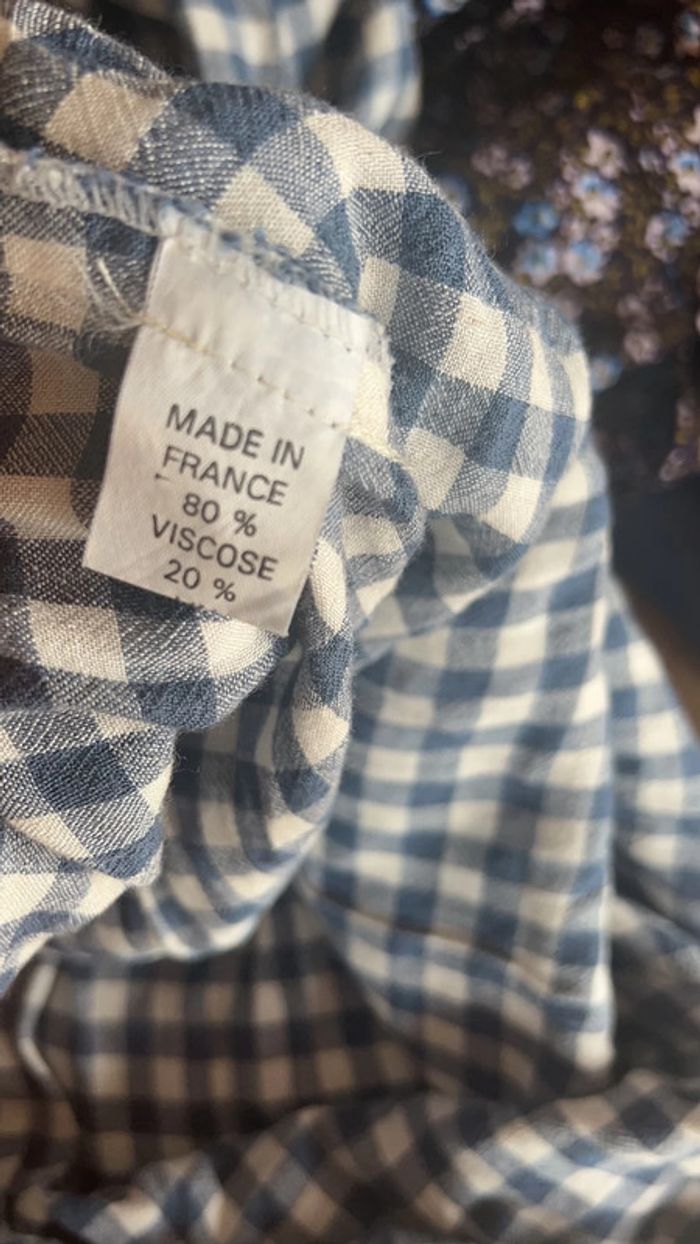 MADE IN
FRANCE
80 %
VISCOSE
20 %